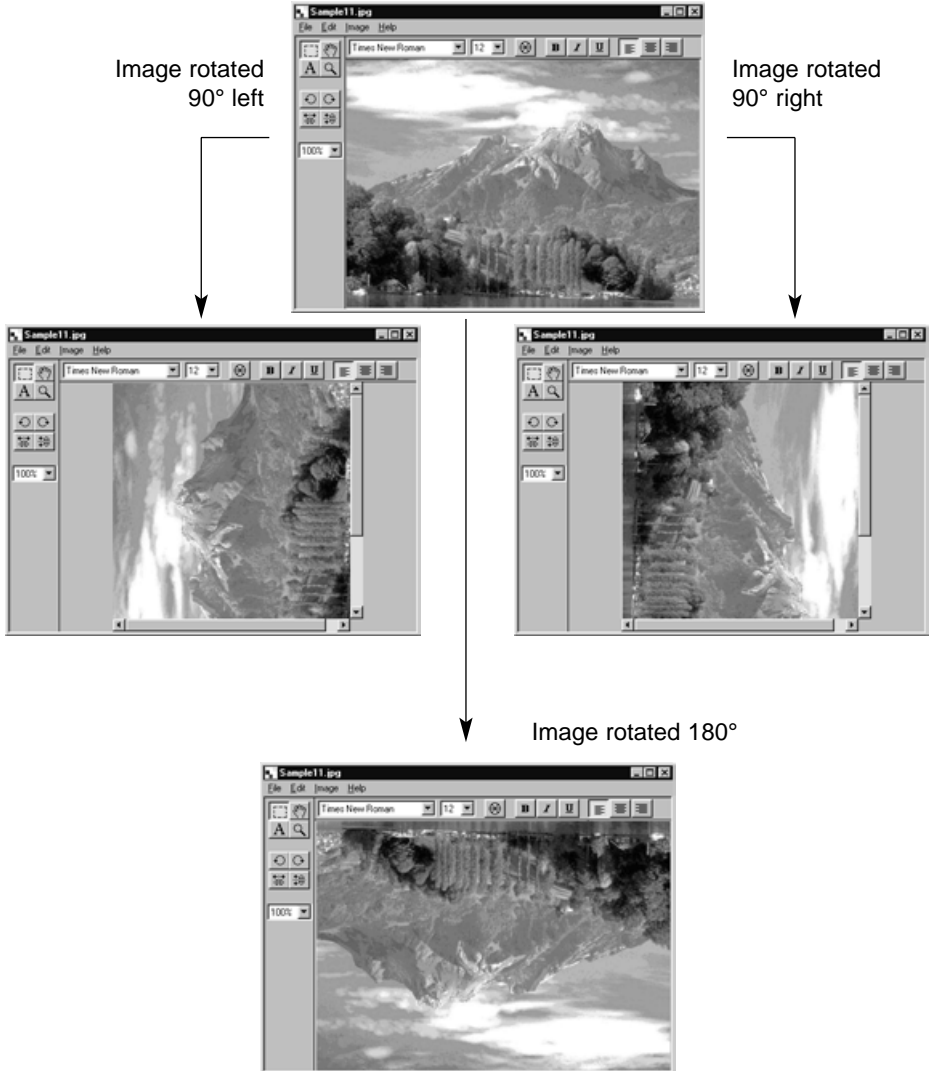 Sample11.jpg
File Edit Image Help
Times New Roman 12 B I U
A
100%
Image rotated
90° left
Image rotated
90° right
Sample11.jpg
File Edit Image Help
Times New Roman 12 B I U
A
100%
Sample11.jpg
File Edit Image Help
Times New Roman 12 B I U
A
100%
Image rotated 180°
Sample11.jpg
File Edit Image Help
Times New Roman 12 B I U
A
100%